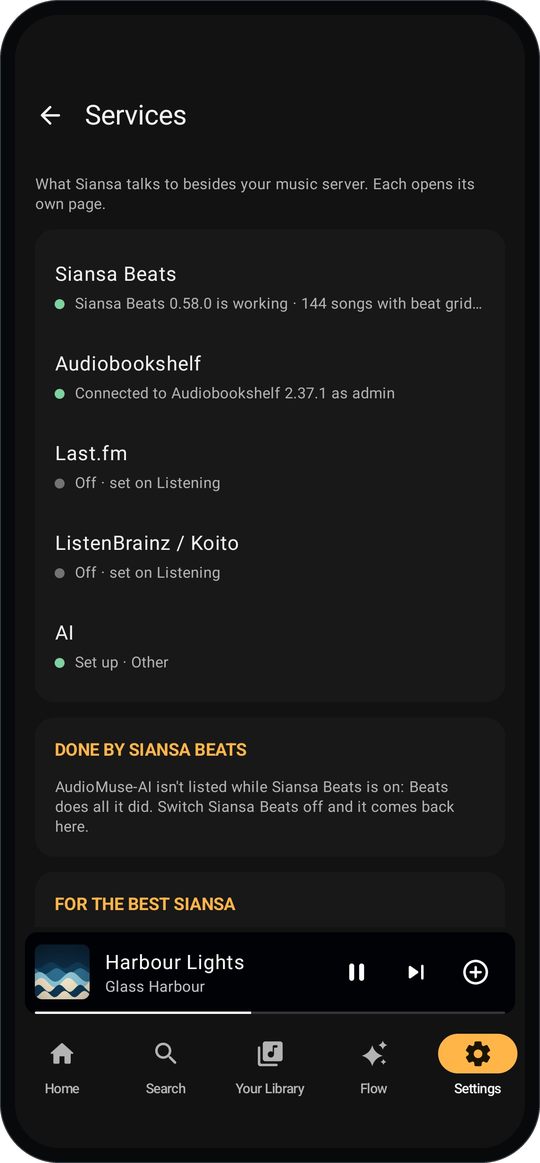 Services
What Siansa talks to besides your music server. Each opens its
own page.
Siansa Beats
Siansa Beats 0.58.0 is working · 144 songs with beat grid…
Audiobookshelf
Connected to Audiobookshelf 2.37.1 as admin
Last.fm
Off · set on Listening
ListenBrainz / Koito
Off · set on Listening
AI
Set up · Other
DONE BY SIANSA BEATS
AudioMuse-AI isn't listed while Siansa Beats is on: Beats
does all it did. Switch Siansa Beats off and it comes back
here.
FOR THE BEST SIANSA
Harbour Lights
Glass Harbour
Home
Search
Your Library
Flow
Settings